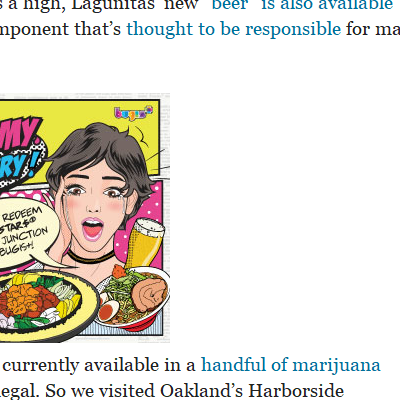 s a high, Lagunitas' new "beer" is also available
mponent that's thought to be responsible for ma
MY,
RY!
REDEEM
STAR$®
JUNCTION
BUGIS+!
currently available in a handful of marijuana
egal. So we visited Oakland's Harborside